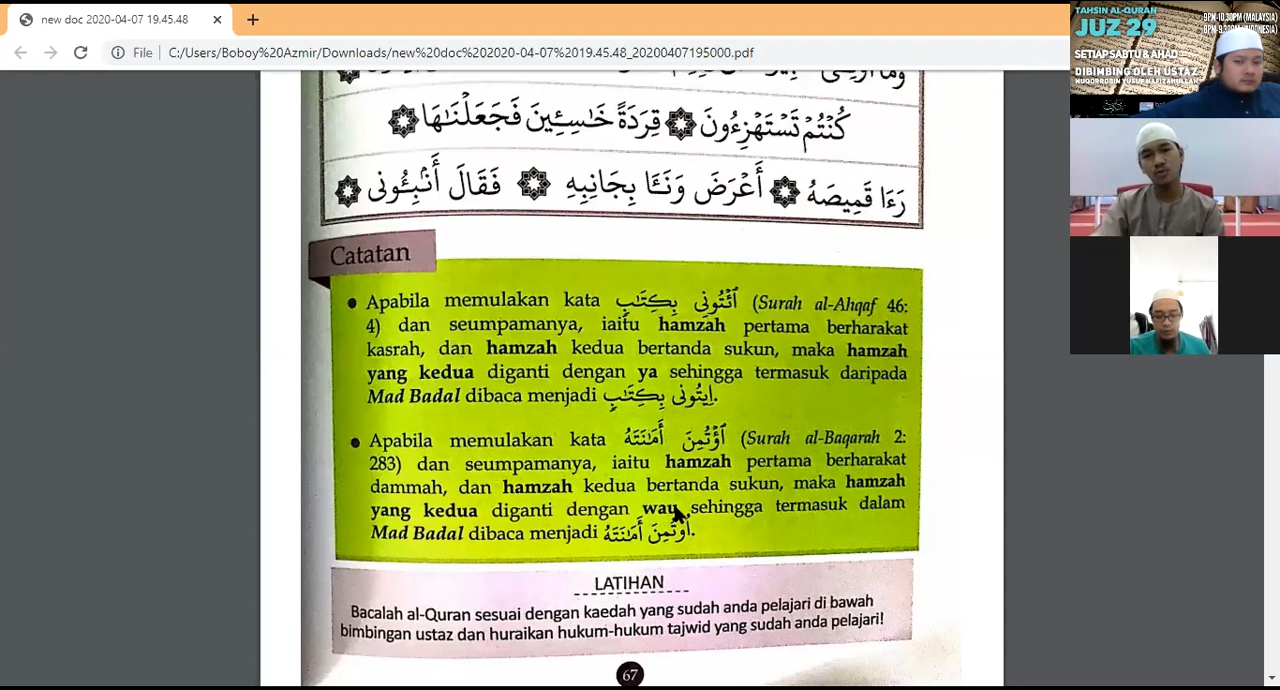 new doc 2020-04-07 19.45.48
File | C:/Users/Boboy%20Azmir/Downloads/new%20doc%202020-04-07%2019.45.48_20200407195000.pdf
TAHSIN AL-QURAN
JUZ 29
9PM-10.30PM (MALAYSIA)
SETIAP SABTU & AHAD
DIBIMBING OLEH USTAZ
كُنْتُمْ تَسْتَهْزِءُونَ ۞ قِرَدَةً خَٰسِـِٔينَ فَجَعَلْنَٰهَا ۞
رَءَا قَمِيصَهُ ۞ أَعْرَضَ وَنَـَٔا بِجَانِبِهِ ۞ فَقَالَ أَنۢبِـُٔونِى ۞
Catatan
● Apabila memulakan kata ٱئْتُونِي بِكِتَٰبٍ (Surah al-Ahqaf 46:
4) dan seumpamanya, iaitu hamzah pertama berharakat
kasrah, dan hamzah kedua bertanda sukun, maka hamzah
yang kedua diganti dengan ya sehingga termasuk daripada
Mad Badal dibaca menjadi اِيتُونى بِكِتَٰبٍ.
● Apabila memulakan kata ٱؤْتُمِنَ أَمَٰنَتَهُ (Surah al-Baqarah 2:
283) dan seumpamanya, iaitu hamzah pertama berharakat
dammah, dan hamzah kedua bertanda sukun, maka hamzah
yang kedua diganti dengan wau sehingga termasuk dalam
Mad Badal dibaca menjadi اُوتُمِنَ أَمَٰنَتَهُ.
LATIHAN
Bacalah al-Quran sesuai dengan kaedah yang sudah anda pelajari di bawah
bimbingan ustaz dan huraikan hukum-hukum tajwid yang sudah anda pelajari!
67